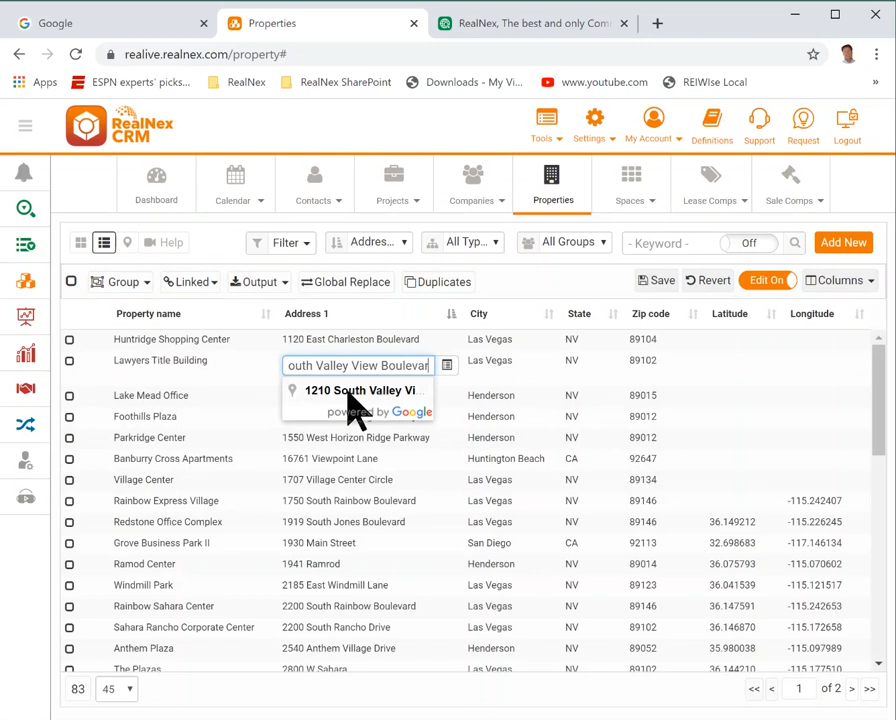 Google
Properties
RealNex, The best and only Com
realive.realnex.com/property#
Apps ESPN experts' picks... RealNex RealNex SharePoint Downloads - My Vi... www.youtube.com REIWIse Local »
RealNex CRM
Tools Settings My Account Definitions Support Request Logout
Dashboard Calendar Contacts Projects Companies Properties Spaces Lease Comps Sale Comps
Help Filter Addres... All Typ... All Groups - Keyword - Off Add New
Group Linked Output Global Replace Duplicates Save Revert Edit On Columns
Property name Address 1 City State Zip code Latitude Longitude
Huntridge Shopping Center 1120 East Charleston Boulevard Las Vegas NV 89104
Lawyers Title Building outh Valley View Boulevar Las Vegas NV 89102
1210 South Valley Vi...
powered by Google
Lake Mead Office Henderson NV 89015
Foothills Plaza Henderson NV 89012
Parkridge Center 1550 West Horizon Ridge Parkway Henderson NV 89012
Banburry Cross Apartments 16761 Viewpoint Lane Huntington Beach CA 92647
Village Center 1707 Village Center Circle Las Vegas NV 89134
Rainbow Express Village 1750 South Rainbow Boulevard Las Vegas NV 89146 -115.242407
Redstone Office Complex 1919 South Jones Boulevard Las Vegas NV 89146 36.149212 -115.226245
Grove Business Park II 1930 Main Street San Diego CA 92113 32.698683 -117.146134
Ramod Center 1941 Ramrod Henderson NV 89014 36.075793 -115.070602
Windmill Park 2185 East Windmill Lane Las Vegas NV 89123 36.041539 -115.121517
Rainbow Sahara Center 2200 South Rainbow Boulevard Las Vegas NV 89146 36.147591 -115.242653
Sahara Rancho Corporate Center 2200 South Rancho Drive Las Vegas NV 89102 36.146870 -115.172658
Anthem Plaza 2540 Anthem Village Drive Henderson NV 89052 35.980038 -115.097989
The Plazas 2800 W Sahara Las Vegas NV 89102 36.144210 -115.177510
83 45 << < 1 of 2 > >>